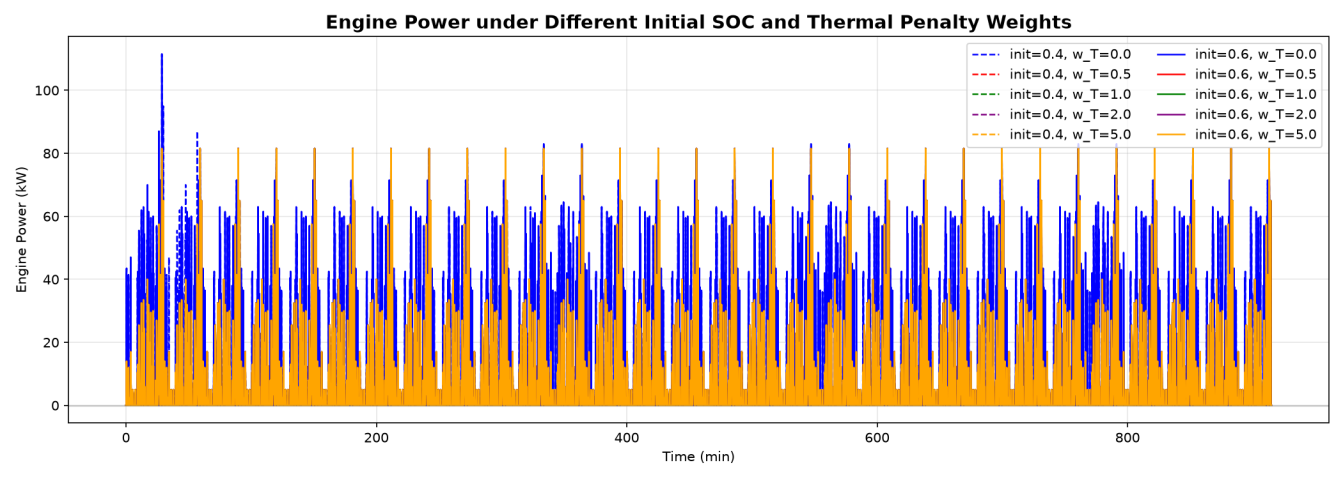 Engine Power under Different Initial SOC and Thermal Penalty Weights
init=0.4, w_T=0.0
init=0.4, w_T=0.5
init=0.4, w_T=1.0
init=0.4, w_T=2.0
init=0.4, w_T=5.0
init=0.6, w_T=0.0
init=0.6, w_T=0.5
init=0.6, w_T=1.0
init=0.6, w_T=2.0
init=0.6, w_T=5.0
Engine Power (kW)
100
80
60
40
20
0
0
200
400
600
800
Time (min)